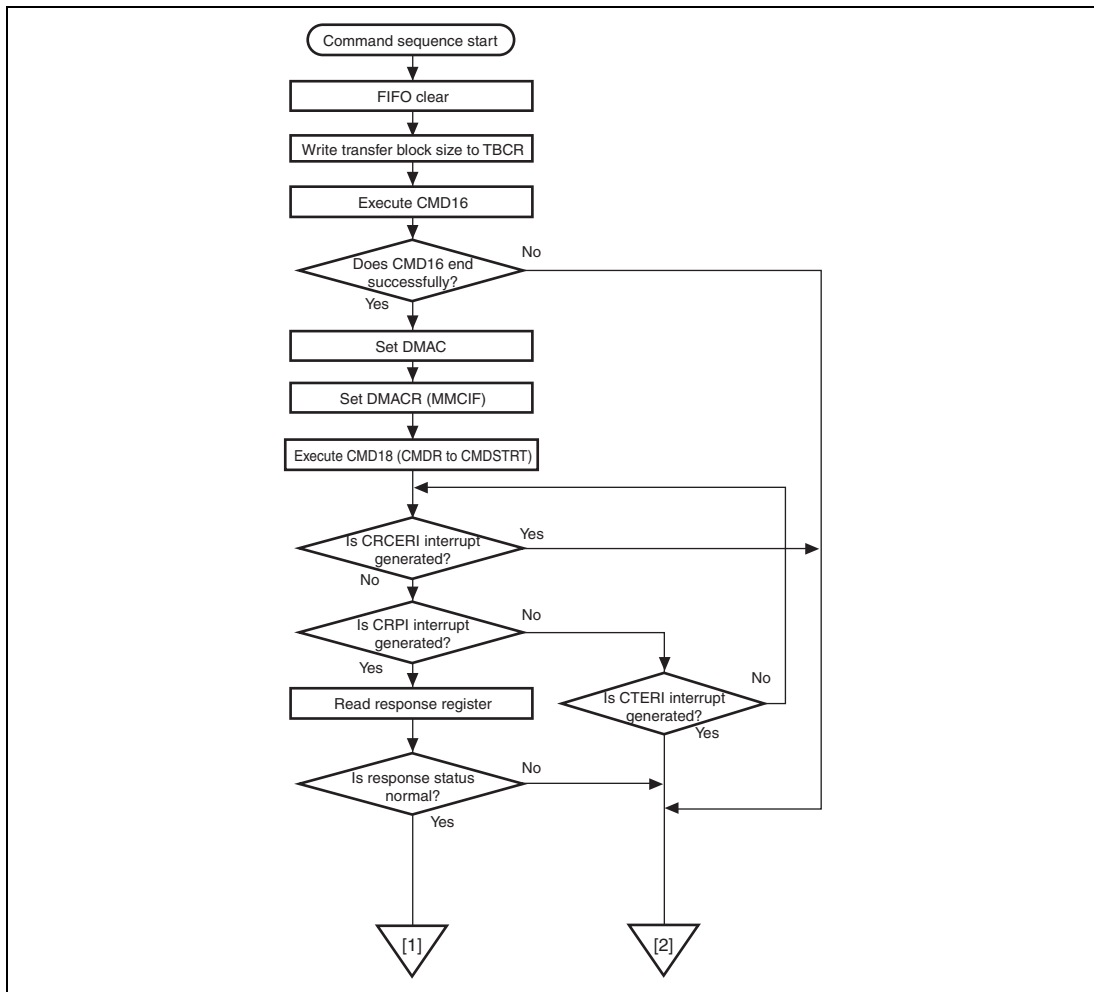 Command sequence start
FIFO clear
Write transfer block size to TBCR
Execute CMD16
No
Does CMD16 end
successfully?
Yes
Set DMAC
Set DMACR (MMCIF)
Execute CMD18 (CMDR to CMDSTRT)
Yes
Is CRCERI interrupt
generated?
No
No
Is CRPI interrupt
generated?
Yes
No
Is CTERI interrupt
generated?
Yes
Read response register
No
Is response status
normal?
Yes
[1]
[2]